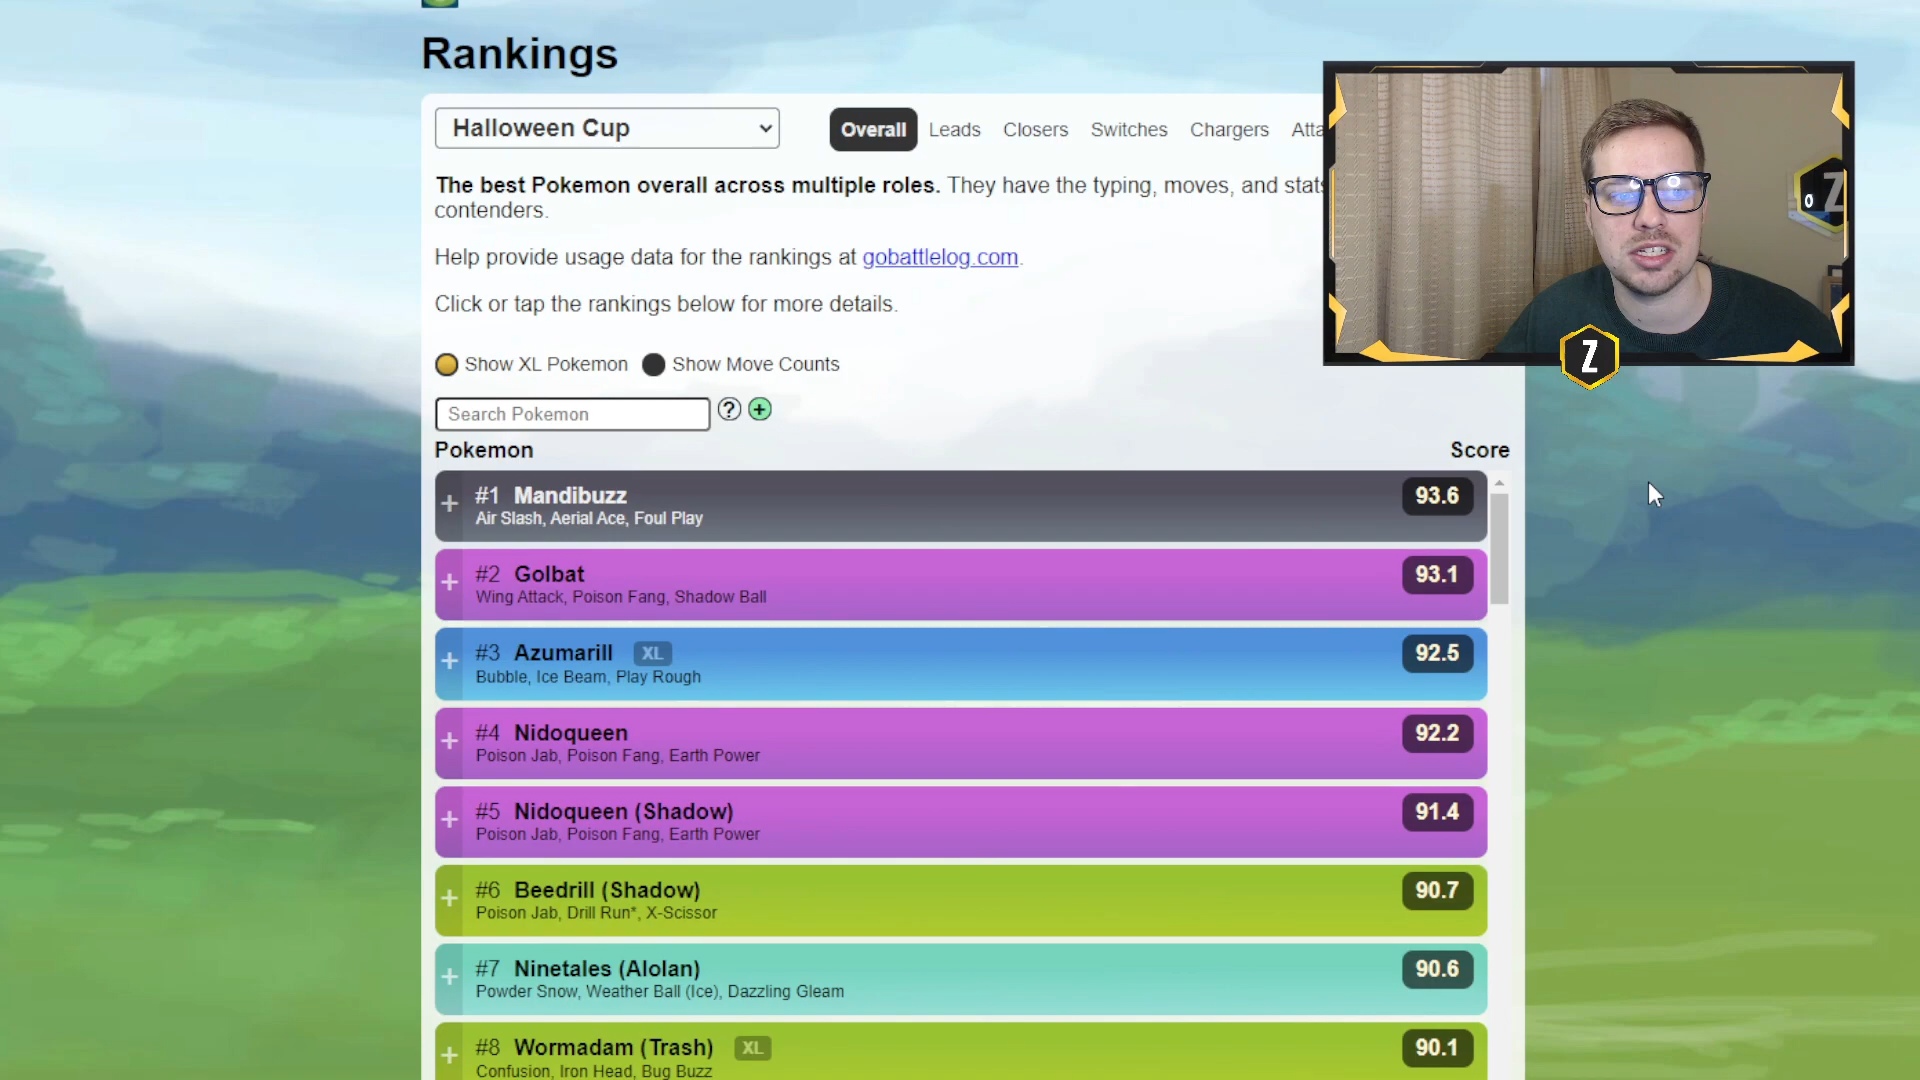 Rankings
Halloween Cup
Overall Leads Closers Switches Chargers Atta
The best Pokemon overall across multiple roles. They have the typing, moves, and stats
contenders.
Help provide usage data for the rankings at gobattlelog.com.
Click or tap the rankings below for more details.
Show XL Pokemon Show Move Counts
Search Pokemon ? +
Pokemon Score
+ #1 Mandibuzz 93.6
Air Slash, Aerial Ace, Foul Play
+ #2 Golbat 93.1
Wing Attack, Poison Fang, Shadow Ball
+ #3 Azumarill XL 92.5
Bubble, Ice Beam, Play Rough
+ #4 Nidoqueen 92.2
Poison Jab, Poison Fang, Earth Power
+ #5 Nidoqueen (Shadow) 91.4
Poison Jab, Poison Fang, Earth Power
+ #6 Beedrill (Shadow) 90.7
Poison Jab, Drill Run*, X-Scissor
+ #7 Ninetales (Alolan) 90.6
Powder Snow, Weather Ball (Ice), Dazzling Gleam
+ #8 Wormadam (Trash) XL 90.1
Confusion, Iron Head, Bug Buzz
Z
0 Z